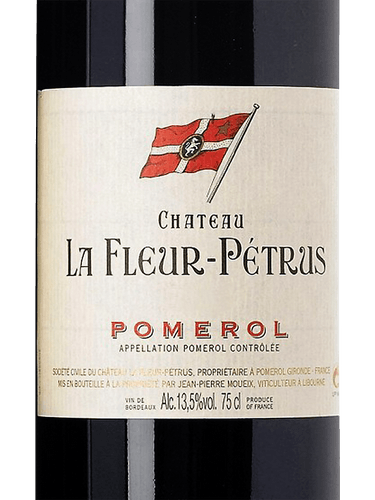 CHATEAU
LA FLEUR-PÉTRUS
POMEROL
APPELLATION POMEROL CONTRÔLÉE
SOCIÉTÉ CIVILE DU CHÂTEAU LA FLEUR-PÉTRUS, PROPRIÉTAIRE À POMEROL GIRONDE - FRANCE
MIS EN BOUTEILLE À LA PROPRIÉTÉ PAR JEAN-PIERRE MOUEIX, VITICULTEUR À LIBOURNE
VIN DE BORDEAUX Alc.13,5%vol. 75 cl PRODUCE OF FRANCE